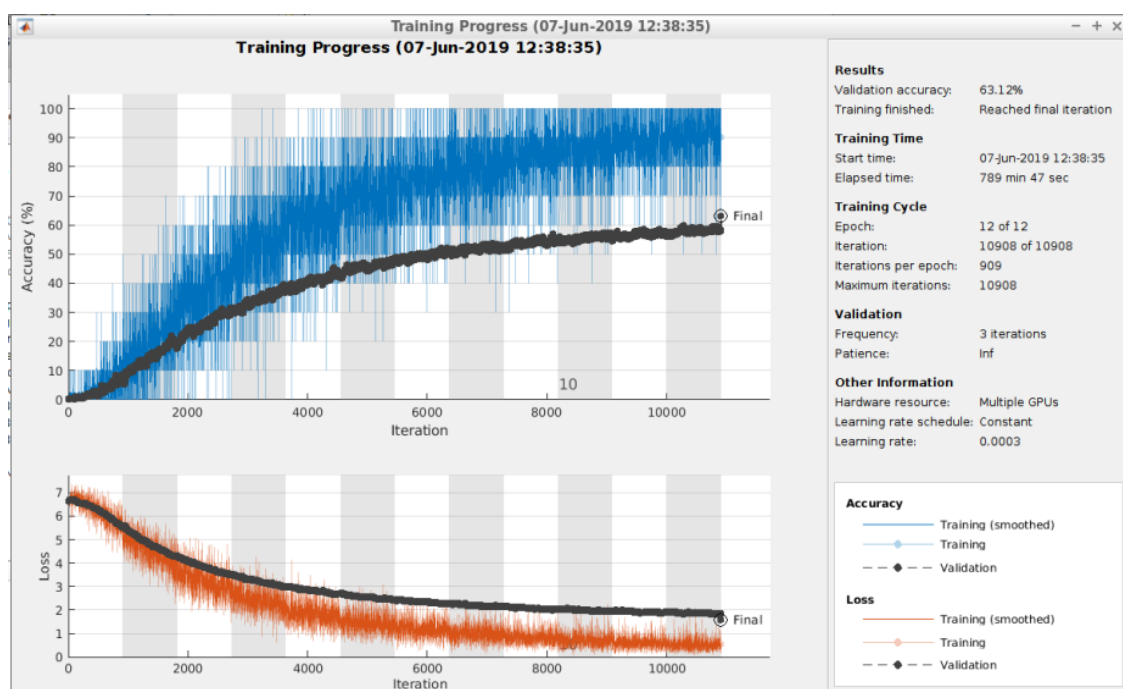 Training Progress (07-Jun-2019 12:38:35)
Training Progress (07-Jun-2019 12:38:35)
100
90
80
70
60
50
40
30
20
10
0
Accuracy (%)
Final
10
0
2000
4000
6000
8000
10000
Iteration
7
6
5
4
3
2
1
0
Loss
Final
0
2000
4000
6000
8000
10000
Iteration
Results
Validation accuracy: 63.12%
Training finished: Reached final iteration
Training Time
Start time: 07-Jun-2019 12:38:35
Elapsed time: 789 min 47 sec
Training Cycle
Epoch: 12 of 12
Iteration: 10908 of 10908
Iterations per epoch: 909
Maximum iterations: 10908
Validation
Frequency: 3 iterations
Patience: Inf
Other Information
Hardware resource: Multiple GPUs
Learning rate schedule: Constant
Learning rate: 0.0003
Accuracy
Training (smoothed)
Training
Validation
Loss
Training (smoothed)
Training
Validation